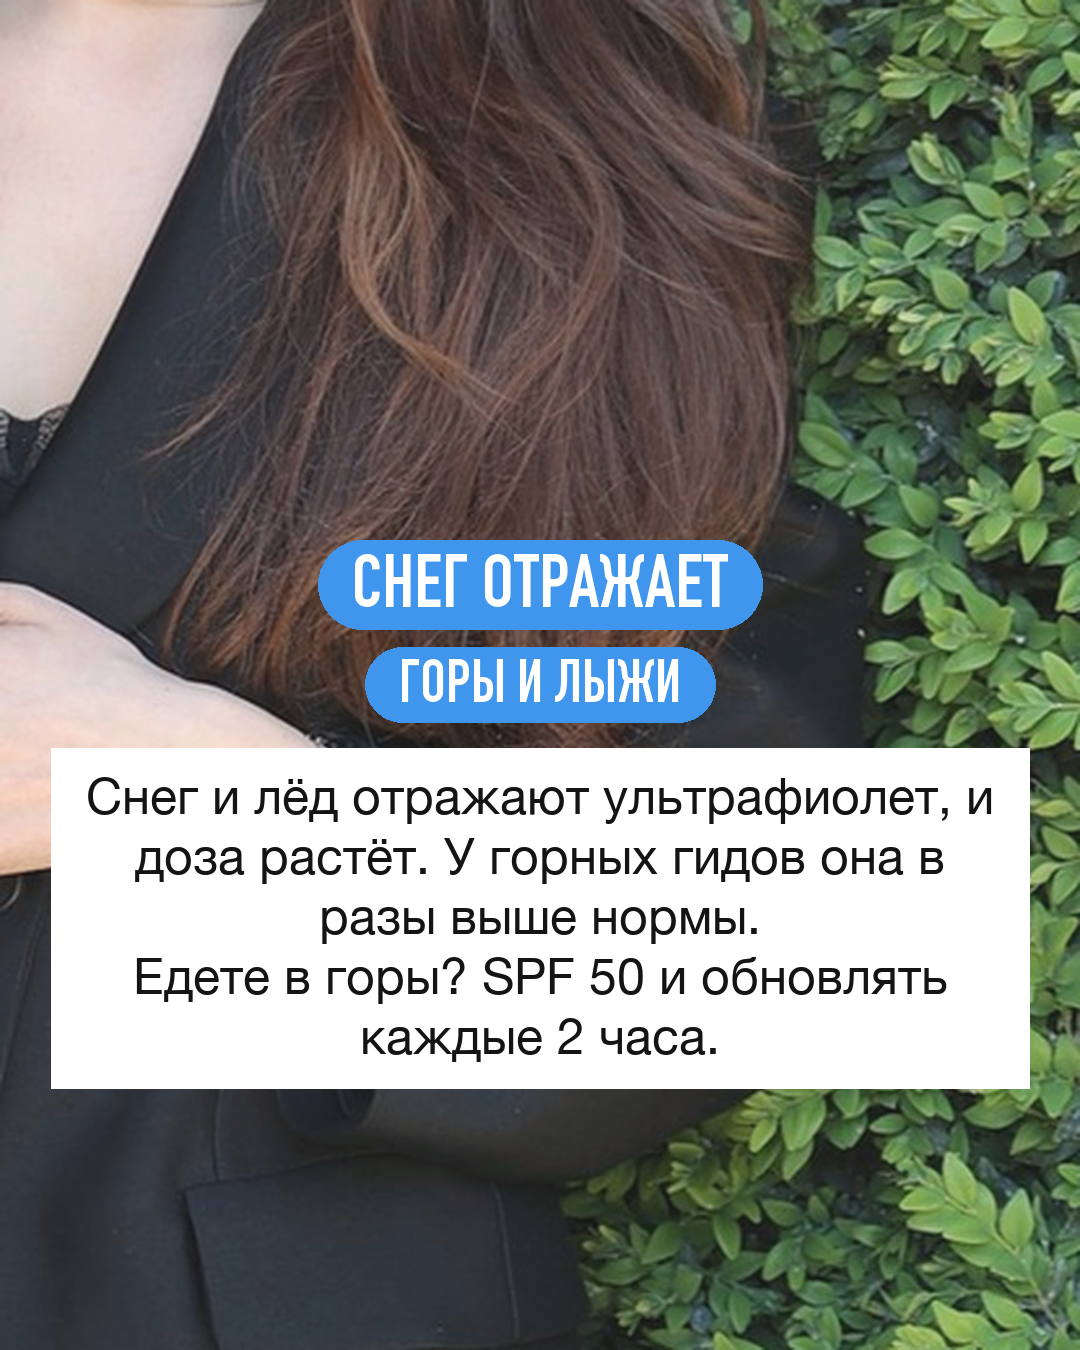 СНЕГ ОТРАЖАЕТ
ГОРЫ И ЛЫЖИ
Снег и лёд отражают ультрафиолет, и
доза растёт. У горных гидов она в
разы выше нормы.
Едете в горы? SPF 50 и обновлять
каждые 2 часа.